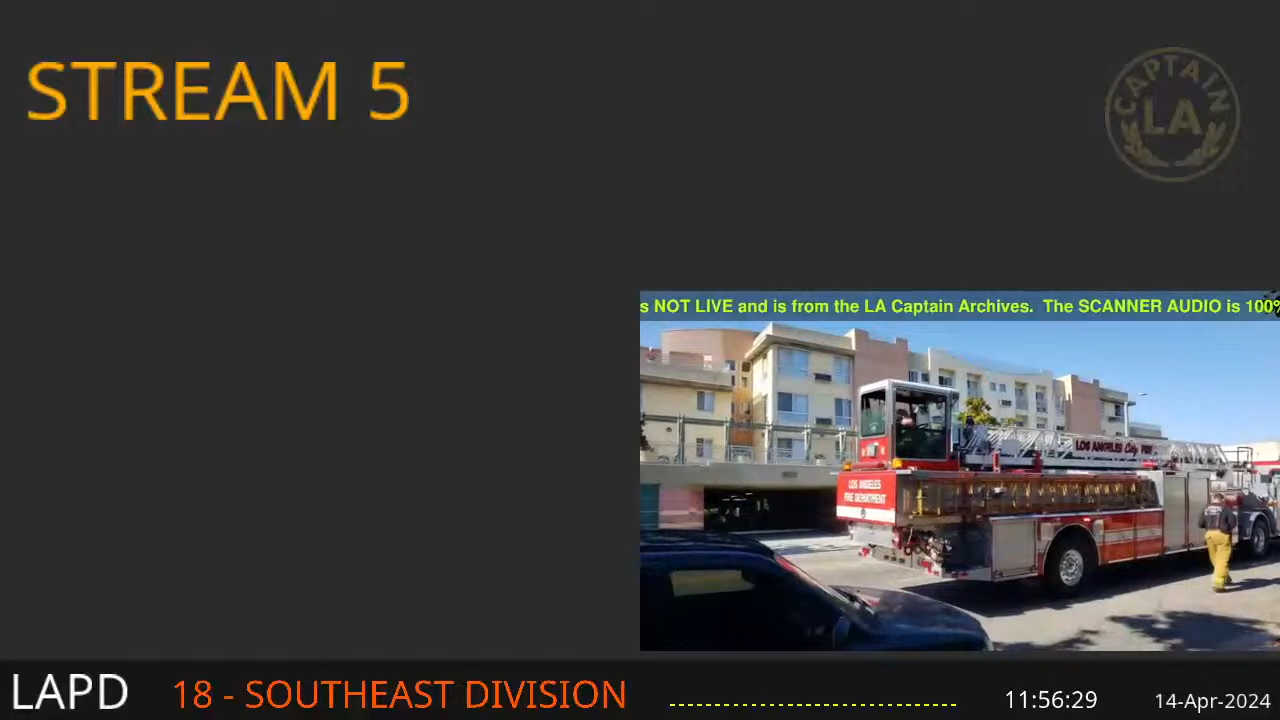 STREAM 5
CAPTAIN
LA
s NOT LIVE and is from the LA Captain Archives. The SCANNER AUDIO is 100%
LOS ANGELES City FIRE
LOS ANGELES
FIRE DEPARTMENT
LAPD 18 - SOUTHEAST DIVISION 11:56:29 14-Apr-2024